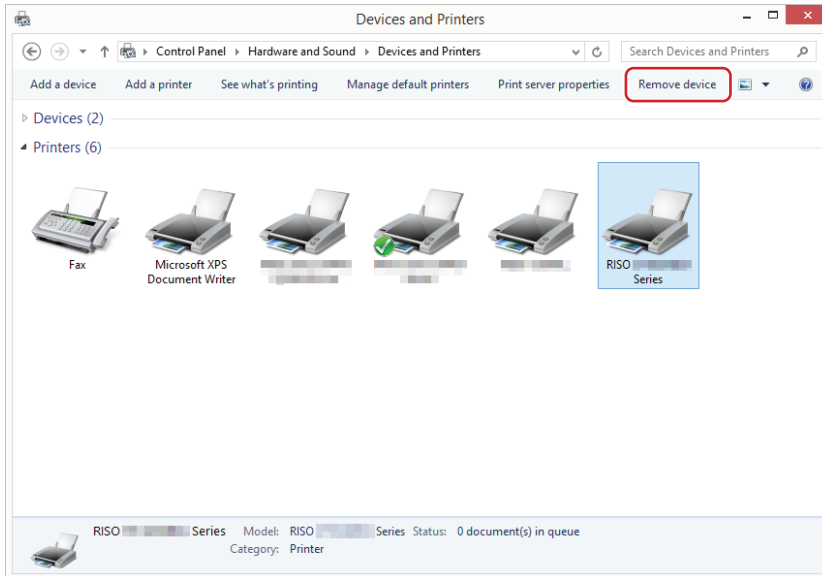 Devices and Printers
Control Panel Hardware and Sound Devices and Printers Search Devices and Printers
Add a device Add a printer See what's printing Manage default printers Print server properties Remove device
Devices (2)
Printers (6)
Fax
Microsoft XPS
Document Writer
RISO
Series
RISO Series Model: RISO Series Status: 0 document(s) in queue
Category: Printer